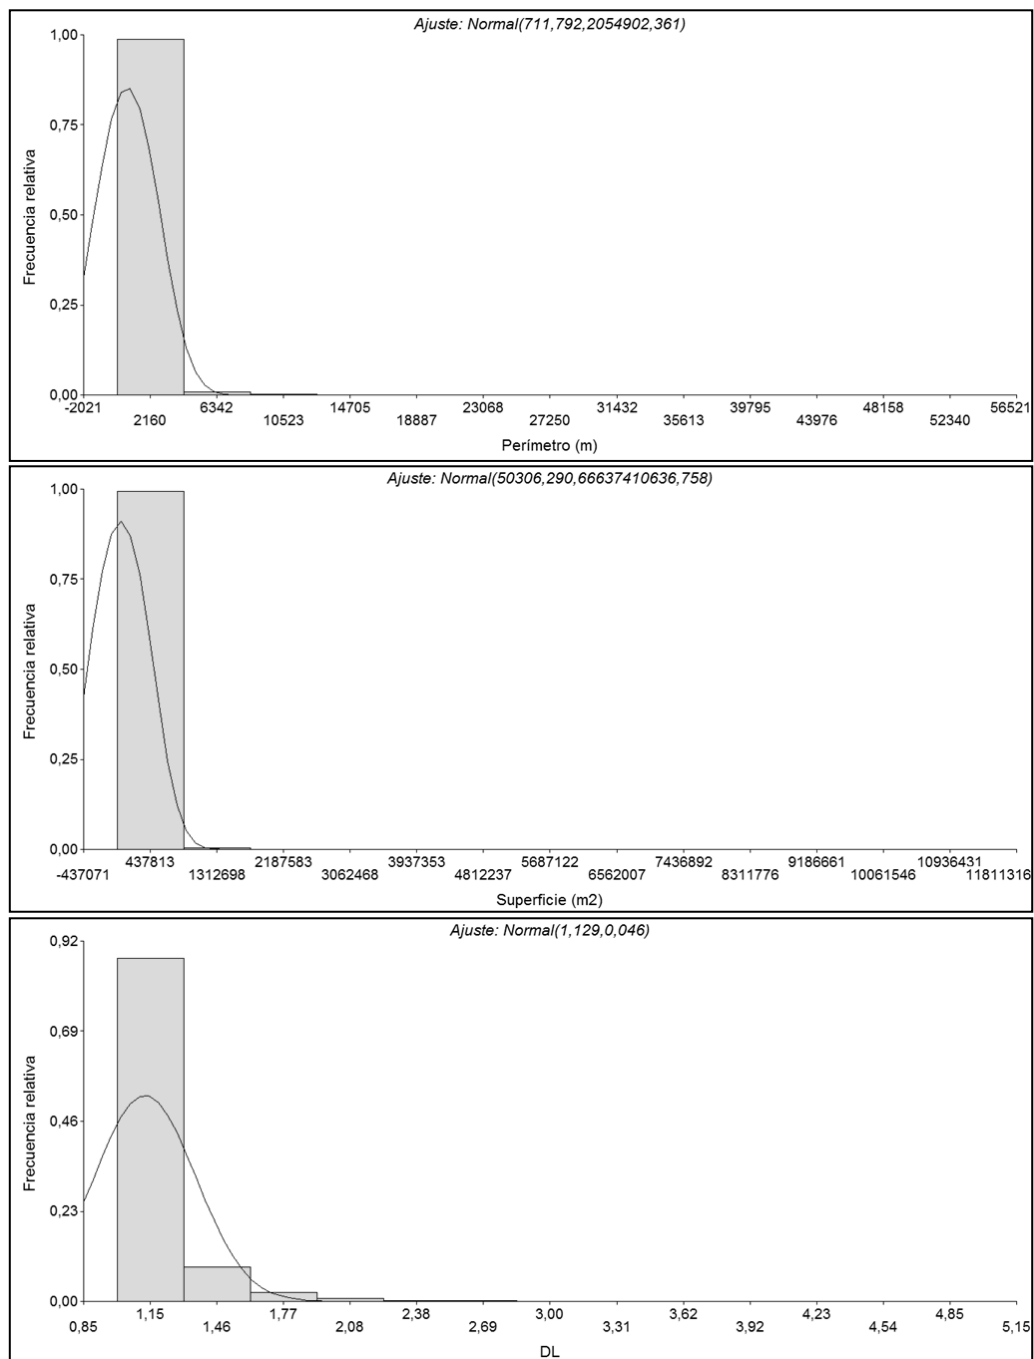 Ajuste: Normal(711,792,2054902,361)
1,00
0,75
0,50
0,25
0,00
Frecuencia relativa
-2021 6342 14705 23068 31432 39795 48158 56521
2160 10523 18887 27250 35613 43976 52340
Perímetro (m)
Ajuste: Normal(50306,290,66637410636,758)
1,00
0,75
0,50
0,25
0,00
Frecuencia relativa
437813 2187583 3937353 5687122 7436892 9186661 10936431
-437071 1312698 3062468 4812237 6562007 8311776 10061546 11811316
Superficie (m2)
Ajuste: Normal(1,129,0,046)
0,92
0,69
0,46
0,23
0,00
Frecuencia relativa
1,15 1,77 2,38 3,00 3,62 4,23 4,85
0,85 1,46 2,08 2,69 3,31 3,92 4,54 5,15
DL